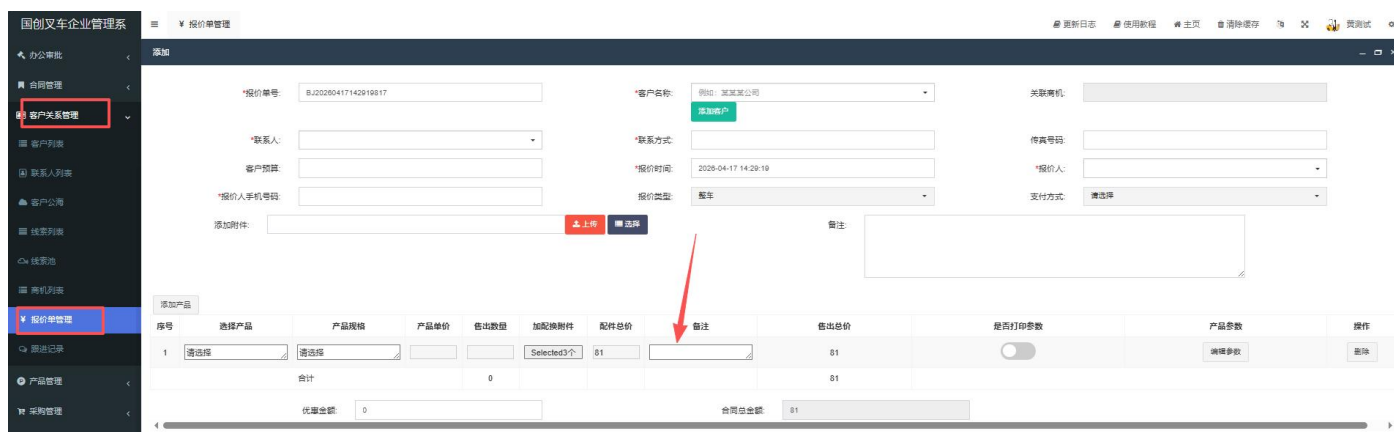 国创叉车企业管理系
¥ 报价单管理
更新日志 使用教程 主页 清除缓存 黄测试
办公审批
添加
合同管理
*报价单号: BJ20260417142919817 *客户名称: 例如：某某某公司 关联商机:
添加客户
客户关系管理
*联系人: *联系方式: 传真号码:
客户列表
客户预算: *报价时间: 2026-04-17 14:29:19 *报价人:
联系人列表
*报价人手机号码: 报价类型: 整车 支付方式: 请选择
客户公海
添加附件: 上传 选择 备注:
线索列表
线索池
商机列表
添加产品
¥ 报价单管理
序号 选择产品 产品规格 产品单价 售出数量 加配换附件 配件总价 备注 售出总价 是否打印参数 产品参数 操作
跟进记录
1 请选择 请选择 Selected3个 81 81 编辑参数 删除
产品管理
合计 0 81
采购管理
优惠金额: 0 合同总金额: 81